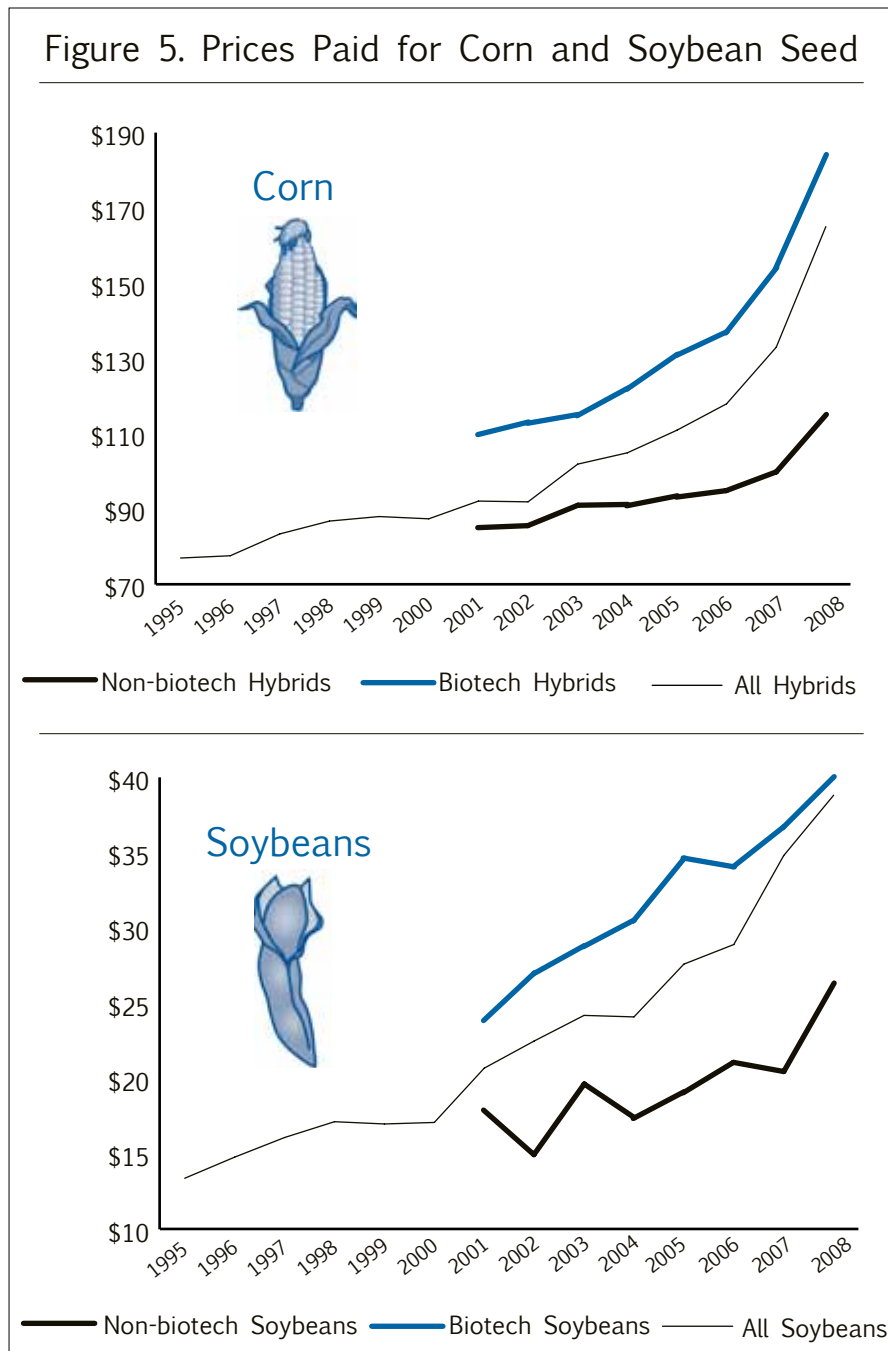 Figure 5. Prices Paid for Corn and Soybean Seed
$190
$170
$150
$130
$110
$90
$70
Corn
1995 1996 1997 1998 1999 2000 2001 2002 2003 2004 2005 2006 2007 2008
Non-biotech Hybrids Biotech Hybrids All Hybrids
$40
$35
$30
$25
$20
$15
$10
Soybeans
1995 1996 1997 1998 1999 2000 2001 2002 2003 2004 2005 2006 2007 2008
Non-biotech Soybeans Biotech Soybeans All Soybeans